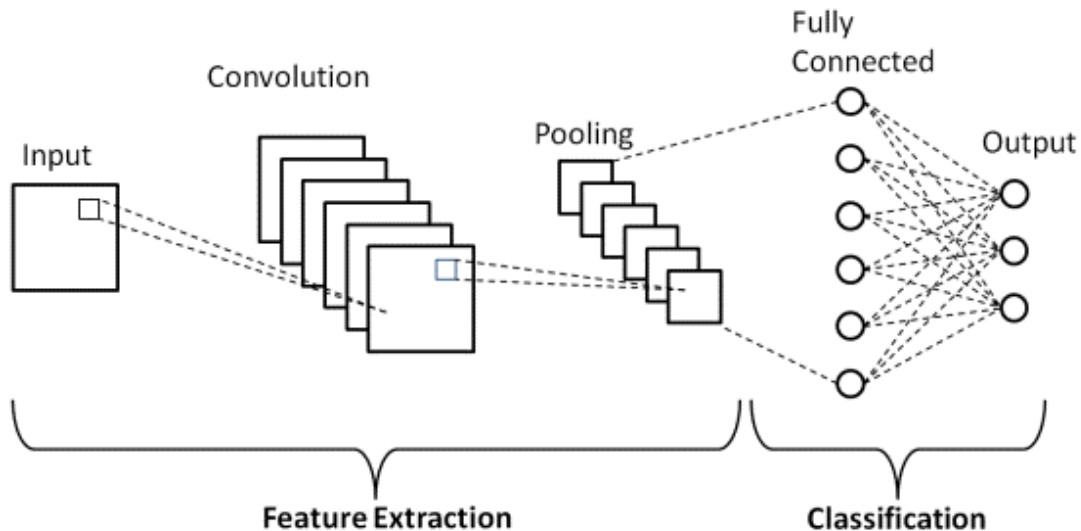 Input
Convolution
Pooling
Fully
Connected
Output
Feature Extraction
Classification